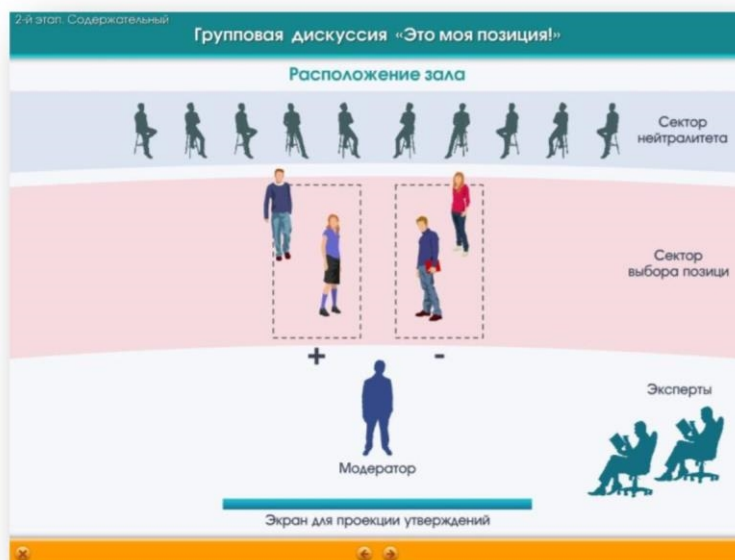 2-й этап. Содержательный
Групповая дискуссия «Это моя позиция!»
Расположение зала
Сектор
нейтралитета
Сектор
выбора позици
+
-
Эксперты
Модератор
Экран для проекции утверждений